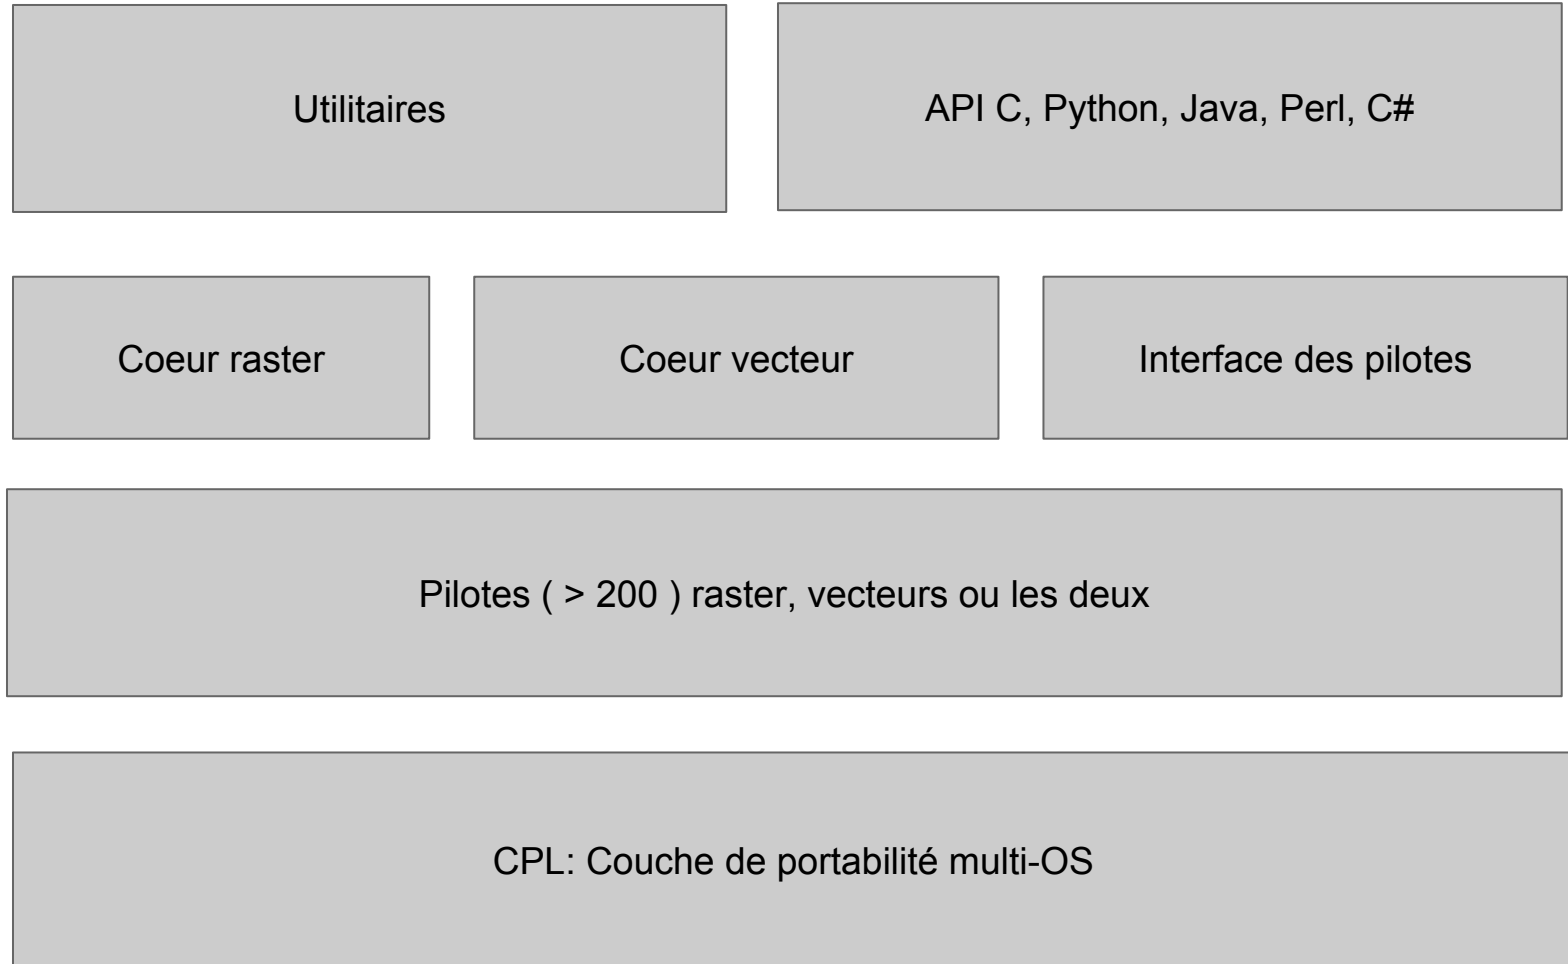 Utilitaires
API C, Python, Java, Perl, C#
Coeur raster
Coeur vecteur
Interface des pilotes
Pilotes ( > 200 ) raster, vecteurs ou les deux
CPL: Couche de portabilité multi-OS